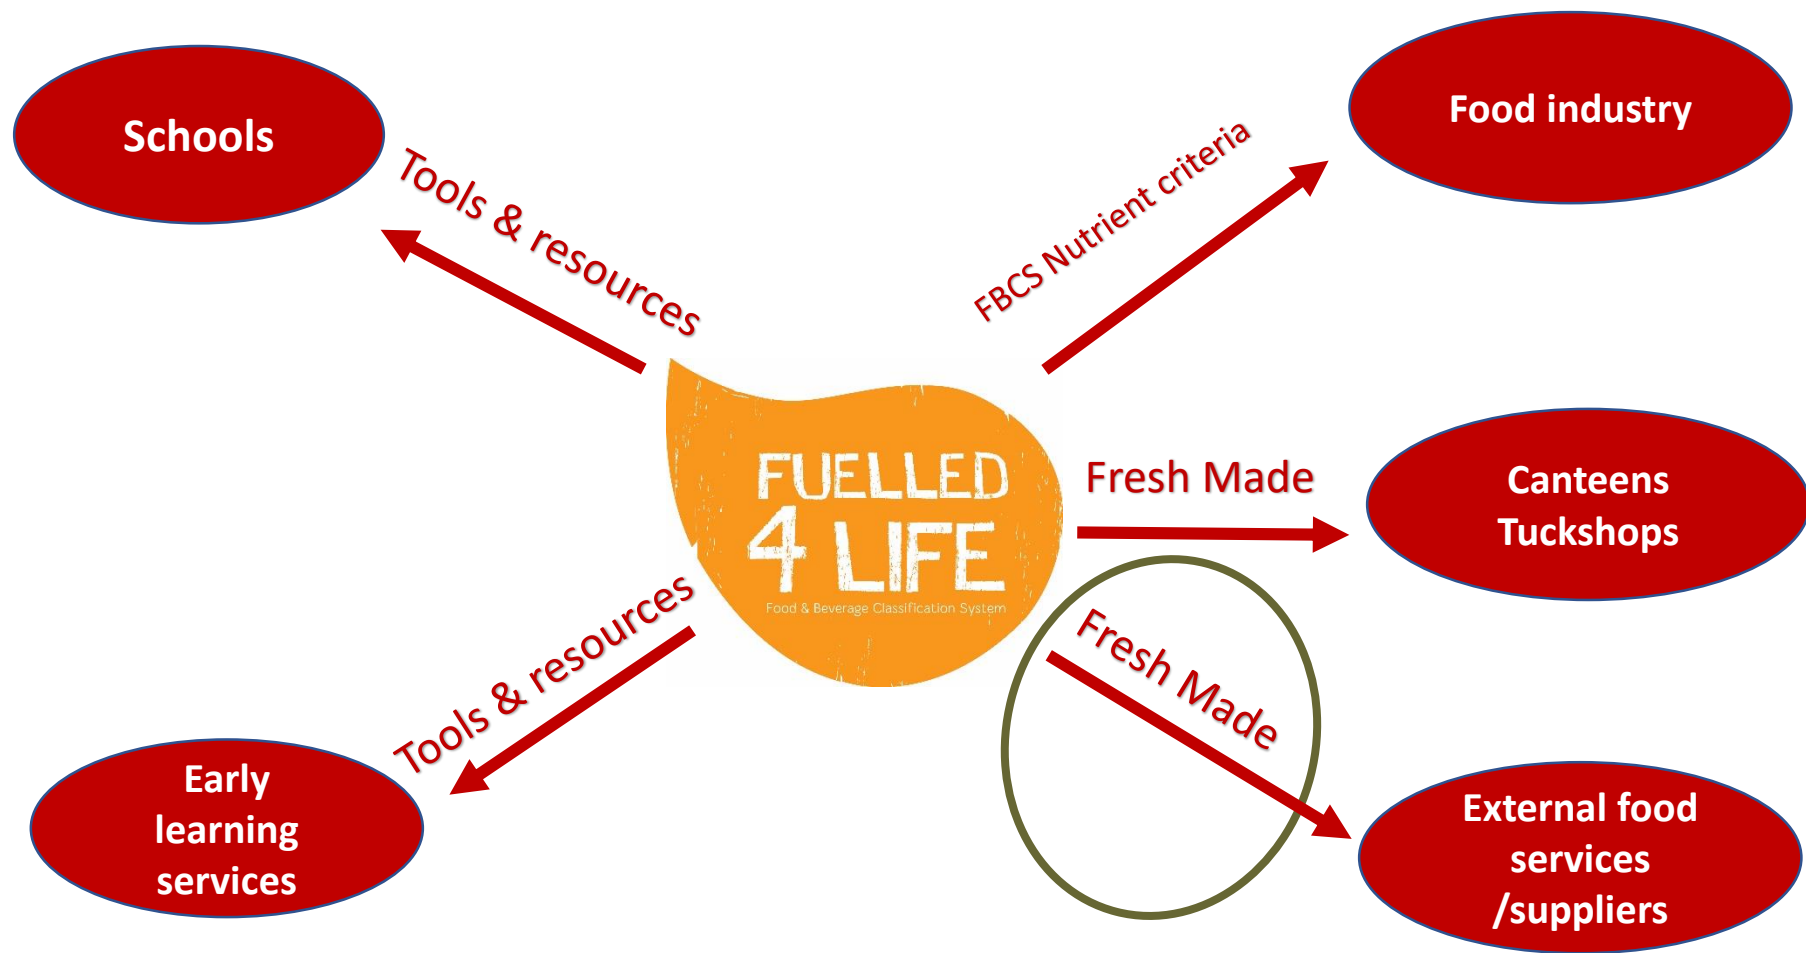 Schools
Tools & resources
FBCS Nutrient criteria
Food industry
FUELLED
4 LIFE
Food & Beverage Classification System
Fresh Made
Canteens
Tuckshops
Tools & resources
Early
learning
services
Fresh Made
External food
services
/suppliers